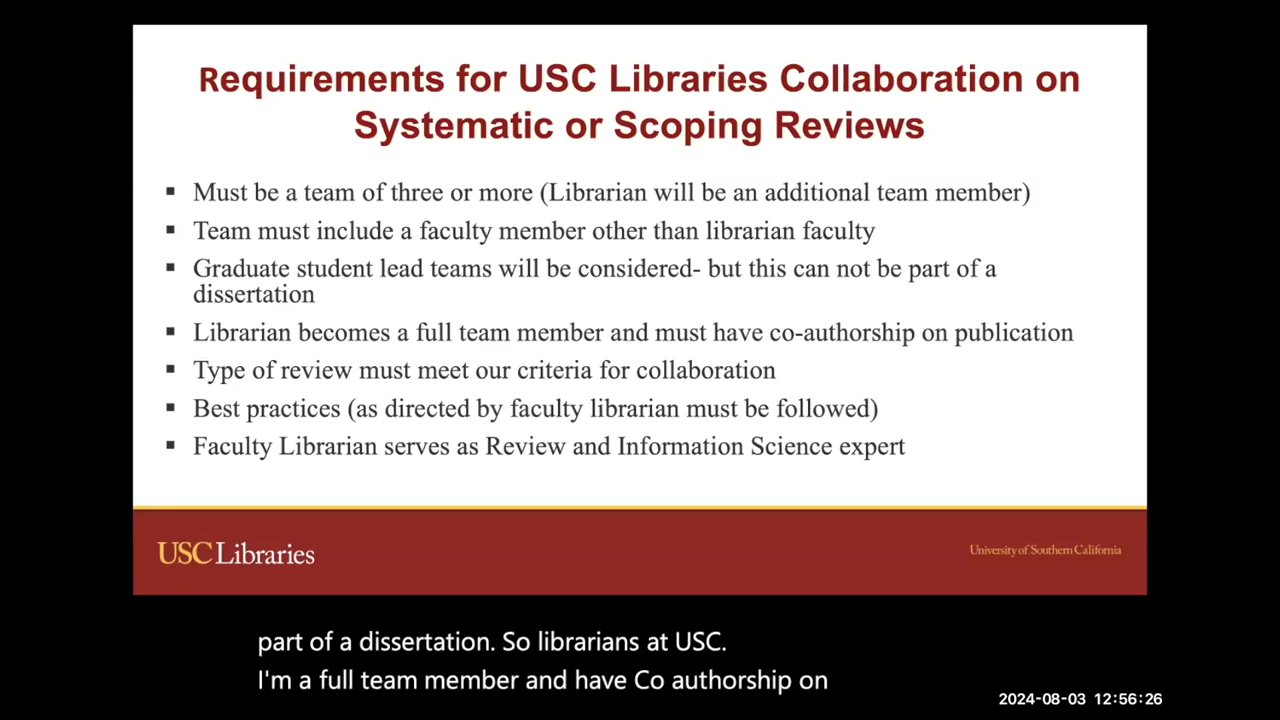 Requirements for USC Libraries Collaboration on
Systematic or Scoping Reviews
▪ Must be a team of three or more (Librarian will be an additional team member)
▪ Team must include a faculty member other than librarian faculty
▪ Graduate student lead teams will be considered- but this can not be part of a
dissertation
▪ Librarian becomes a full team member and must have co-authorship on publication
▪ Type of review must meet our criteria for collaboration
▪ Best practices (as directed by faculty librarian must be followed)
▪ Faculty Librarian serves as Review and Information Science expert
USC Libraries
University of Southern California
part of a dissertation. So librarians at USC.
I'm a full team member and have Co authorship on
2024-08-03 12:56:26